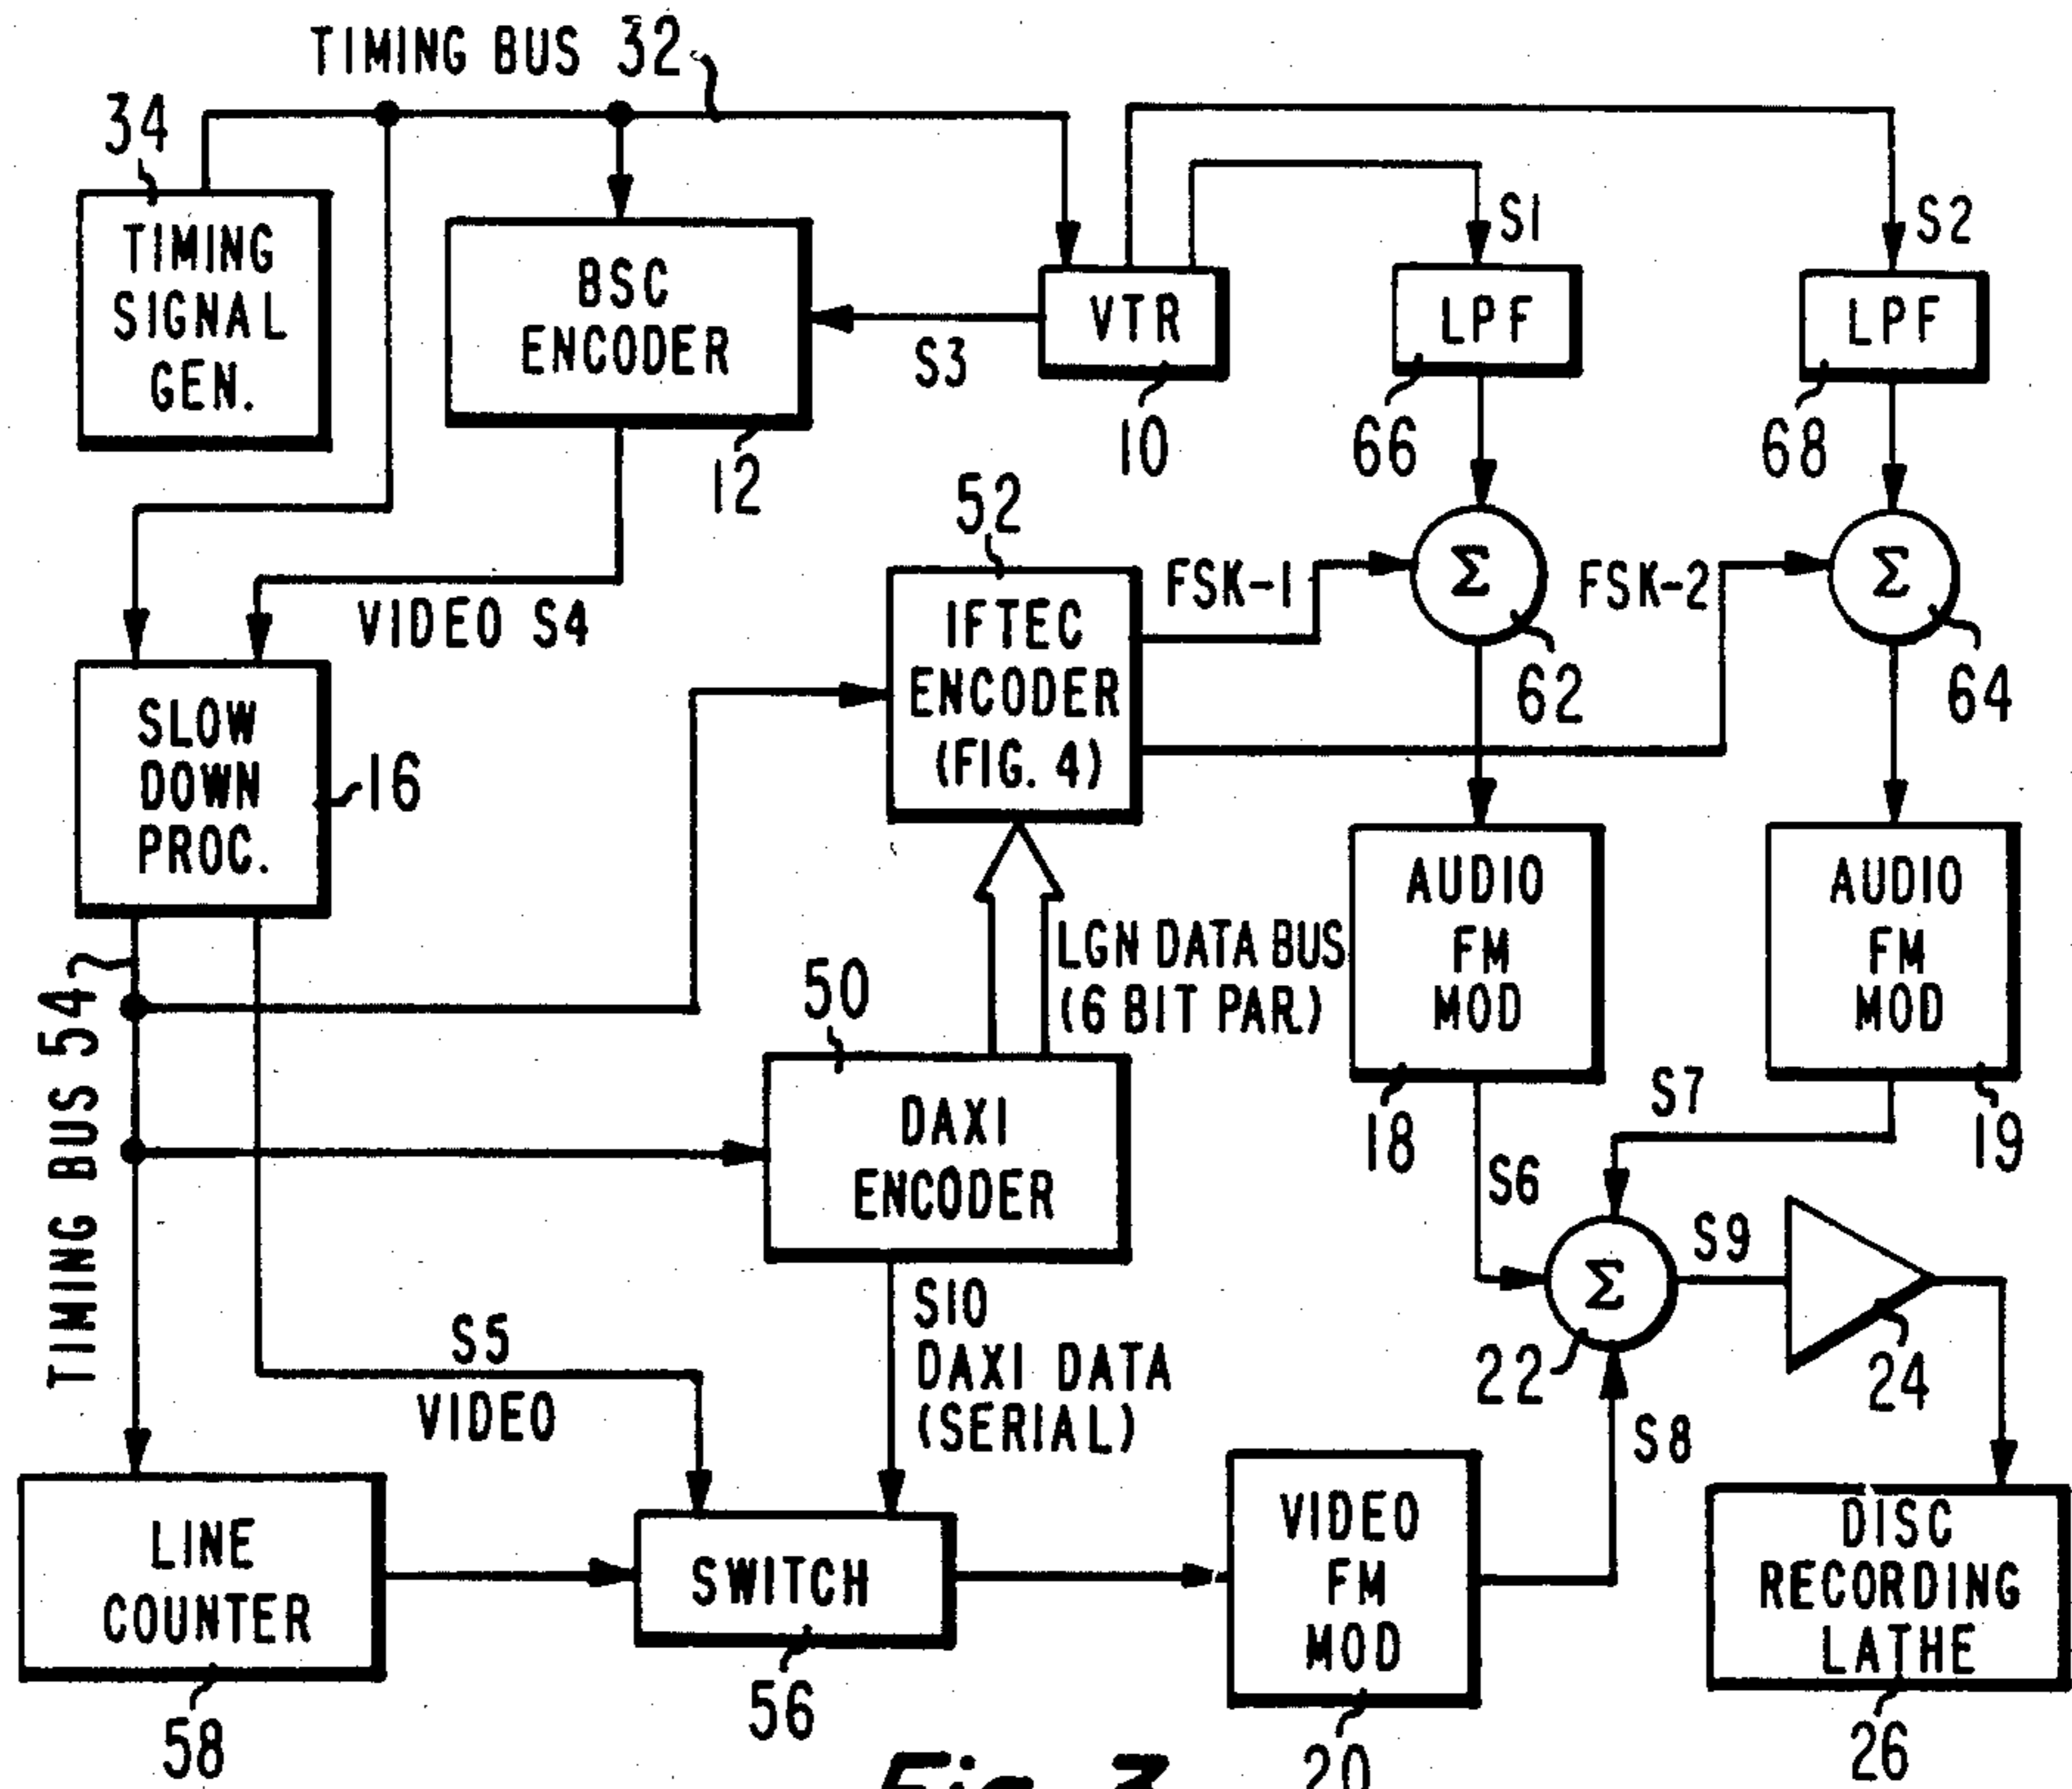 TIMING BUS 32
34
TIMING
SIGNAL
GEN.
BSC
ENCODER
12
S3
VTR
10
S1
LPF
66
S2
LPF
68
VIDEO S4
52
IFTEC
ENCODER
(FIG. 4)
FSK-1
Σ
62
FSK-2
Σ
64
SLOW
DOWN
PROC.
16
TIMING BUS 54
LGN DATA BUS
(6 BIT PAR.)
50
DAXI
ENCODER
AUDIO
FM
MOD
18
AUDIO
FM
MOD
19
S7
S6
Σ
22
S9
24
S10
DAXI DATA
(SERIAL)
S5
VIDEO
S8
LINE
COUNTER
58
SWITCH
56
VIDEO
FM
MOD
20
DISC
RECORDING
LATHE
26
Fig. 3